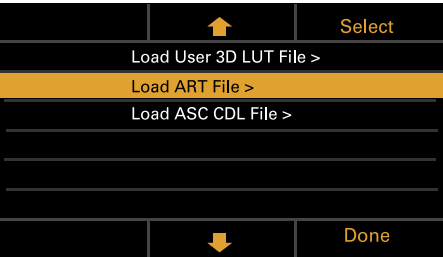 Select
Load User 3D LUT File >
Load ART File >
Load ASC CDL File >
Done